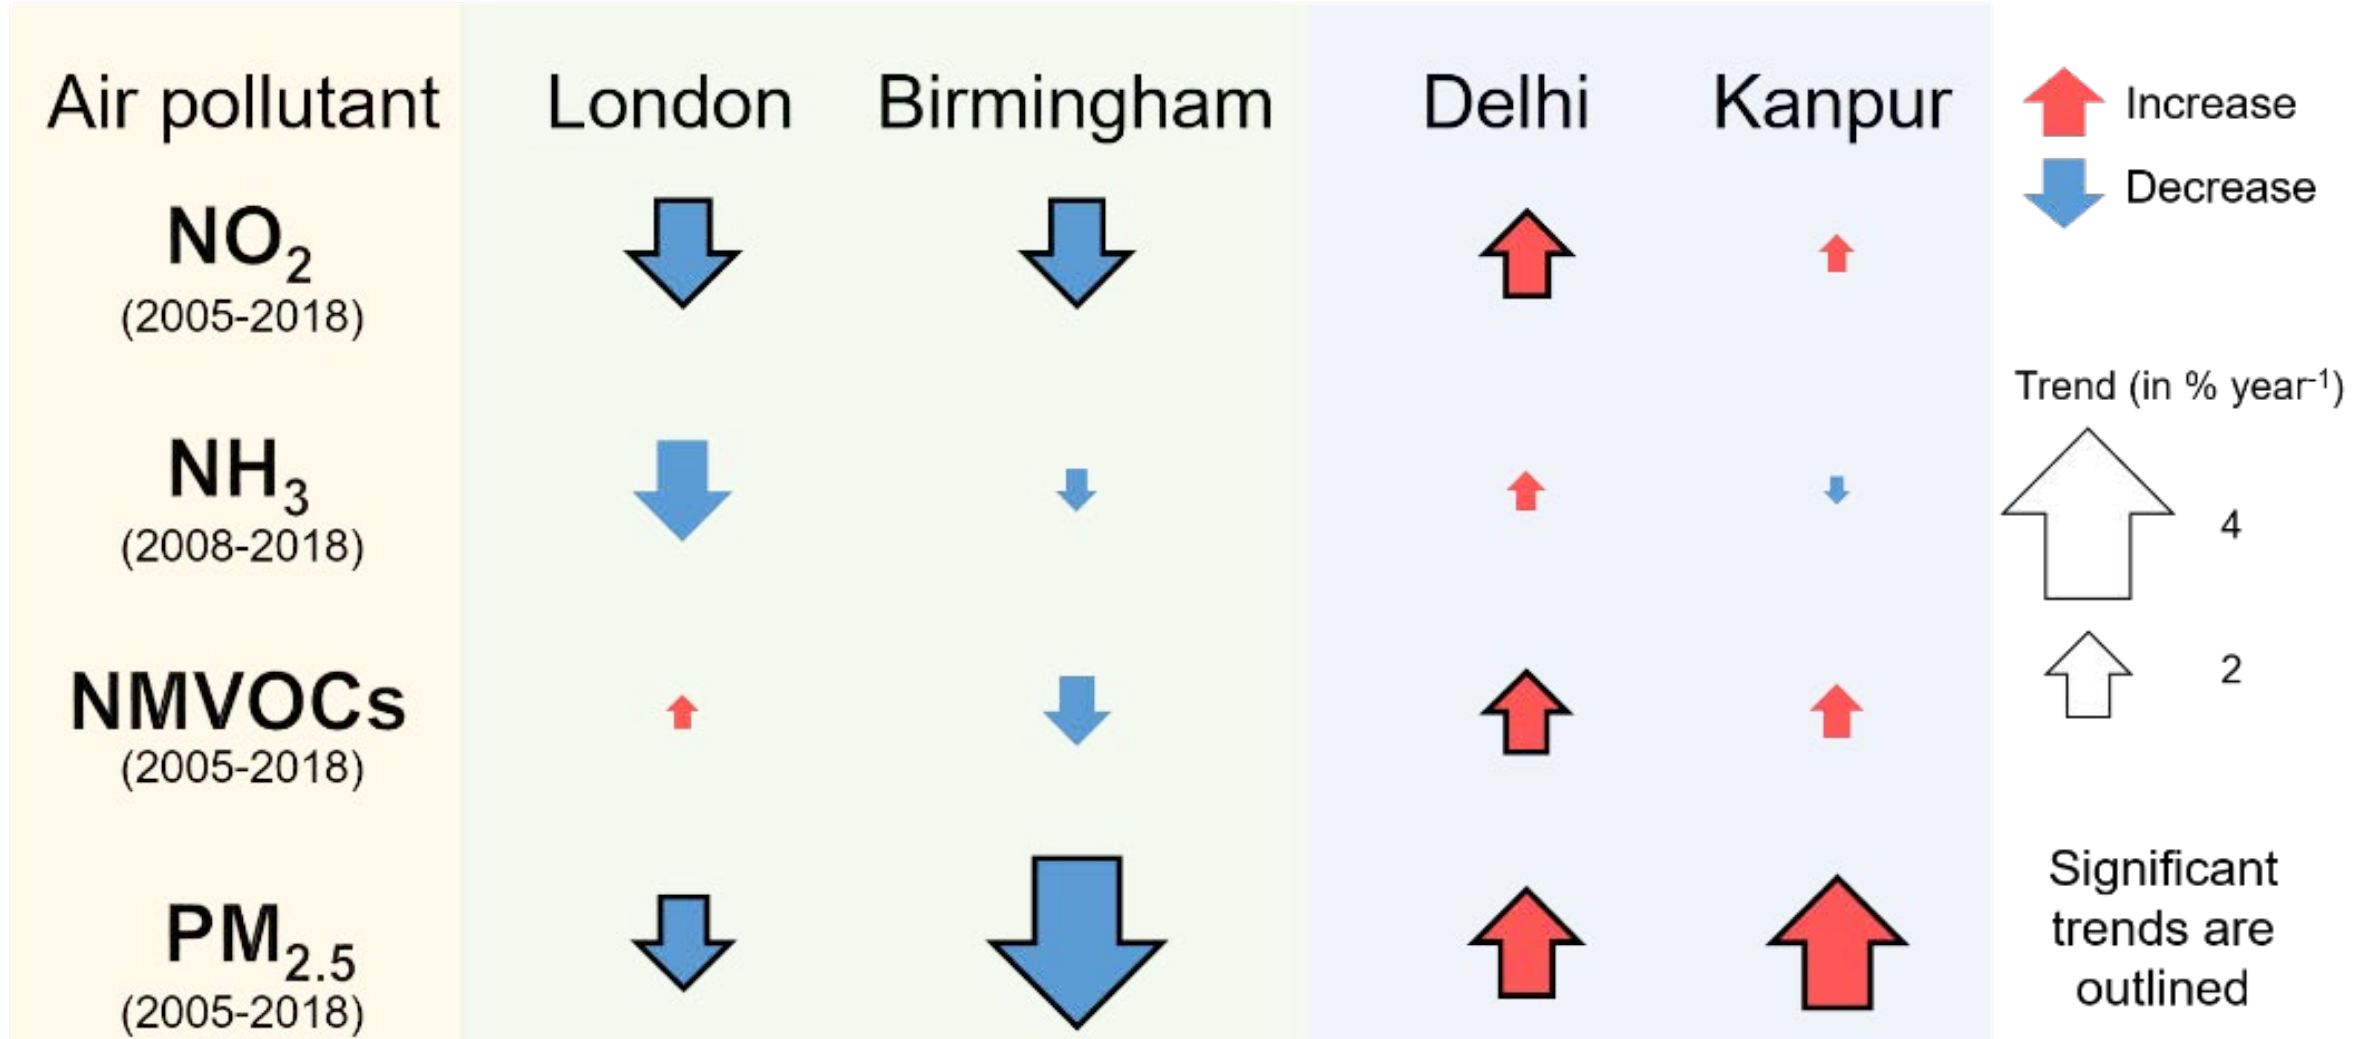 Air pollutant London Birmingham Delhi Kanpur
NO₂
(2005-2018)
NH₃
(2008-2018)
NMVOCs
(2005-2018)
PM₂.₅
(2005-2018)
Increase
Decrease
Trend (in % year⁻¹)
4
2
Significant
trends are
outlined